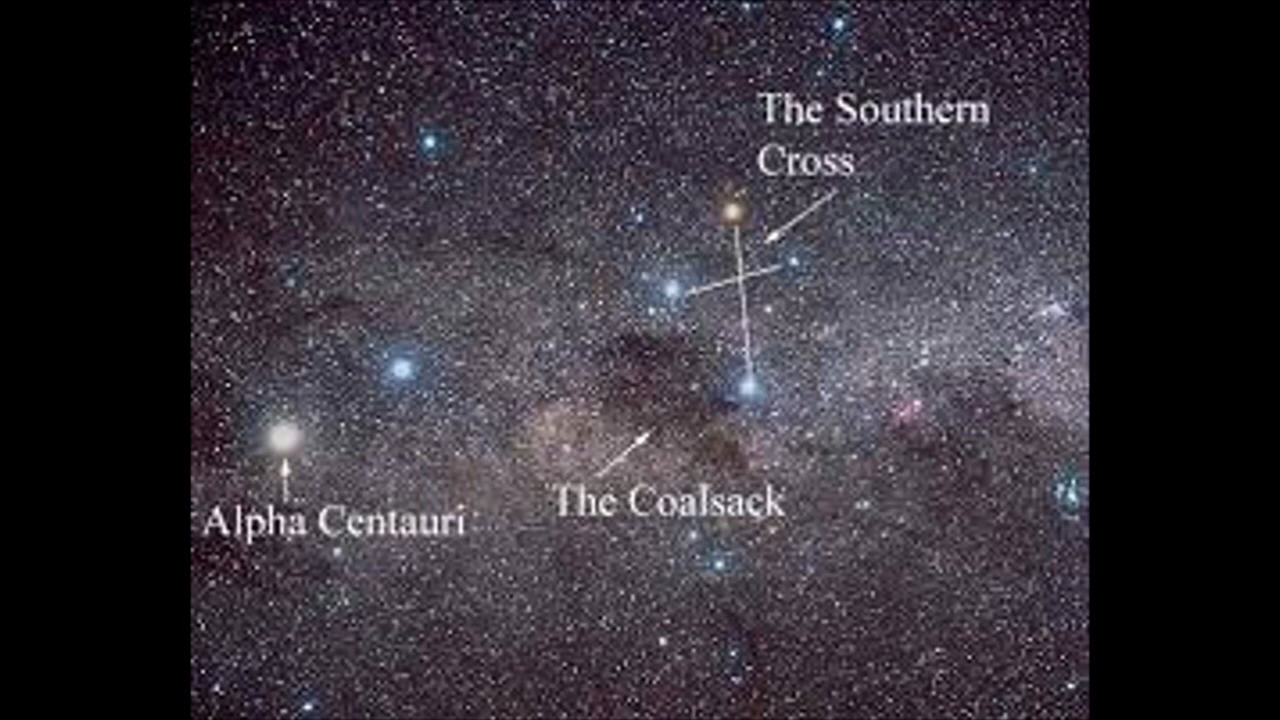 The Southern
Cross
The Coalsack
Alpha Centauri